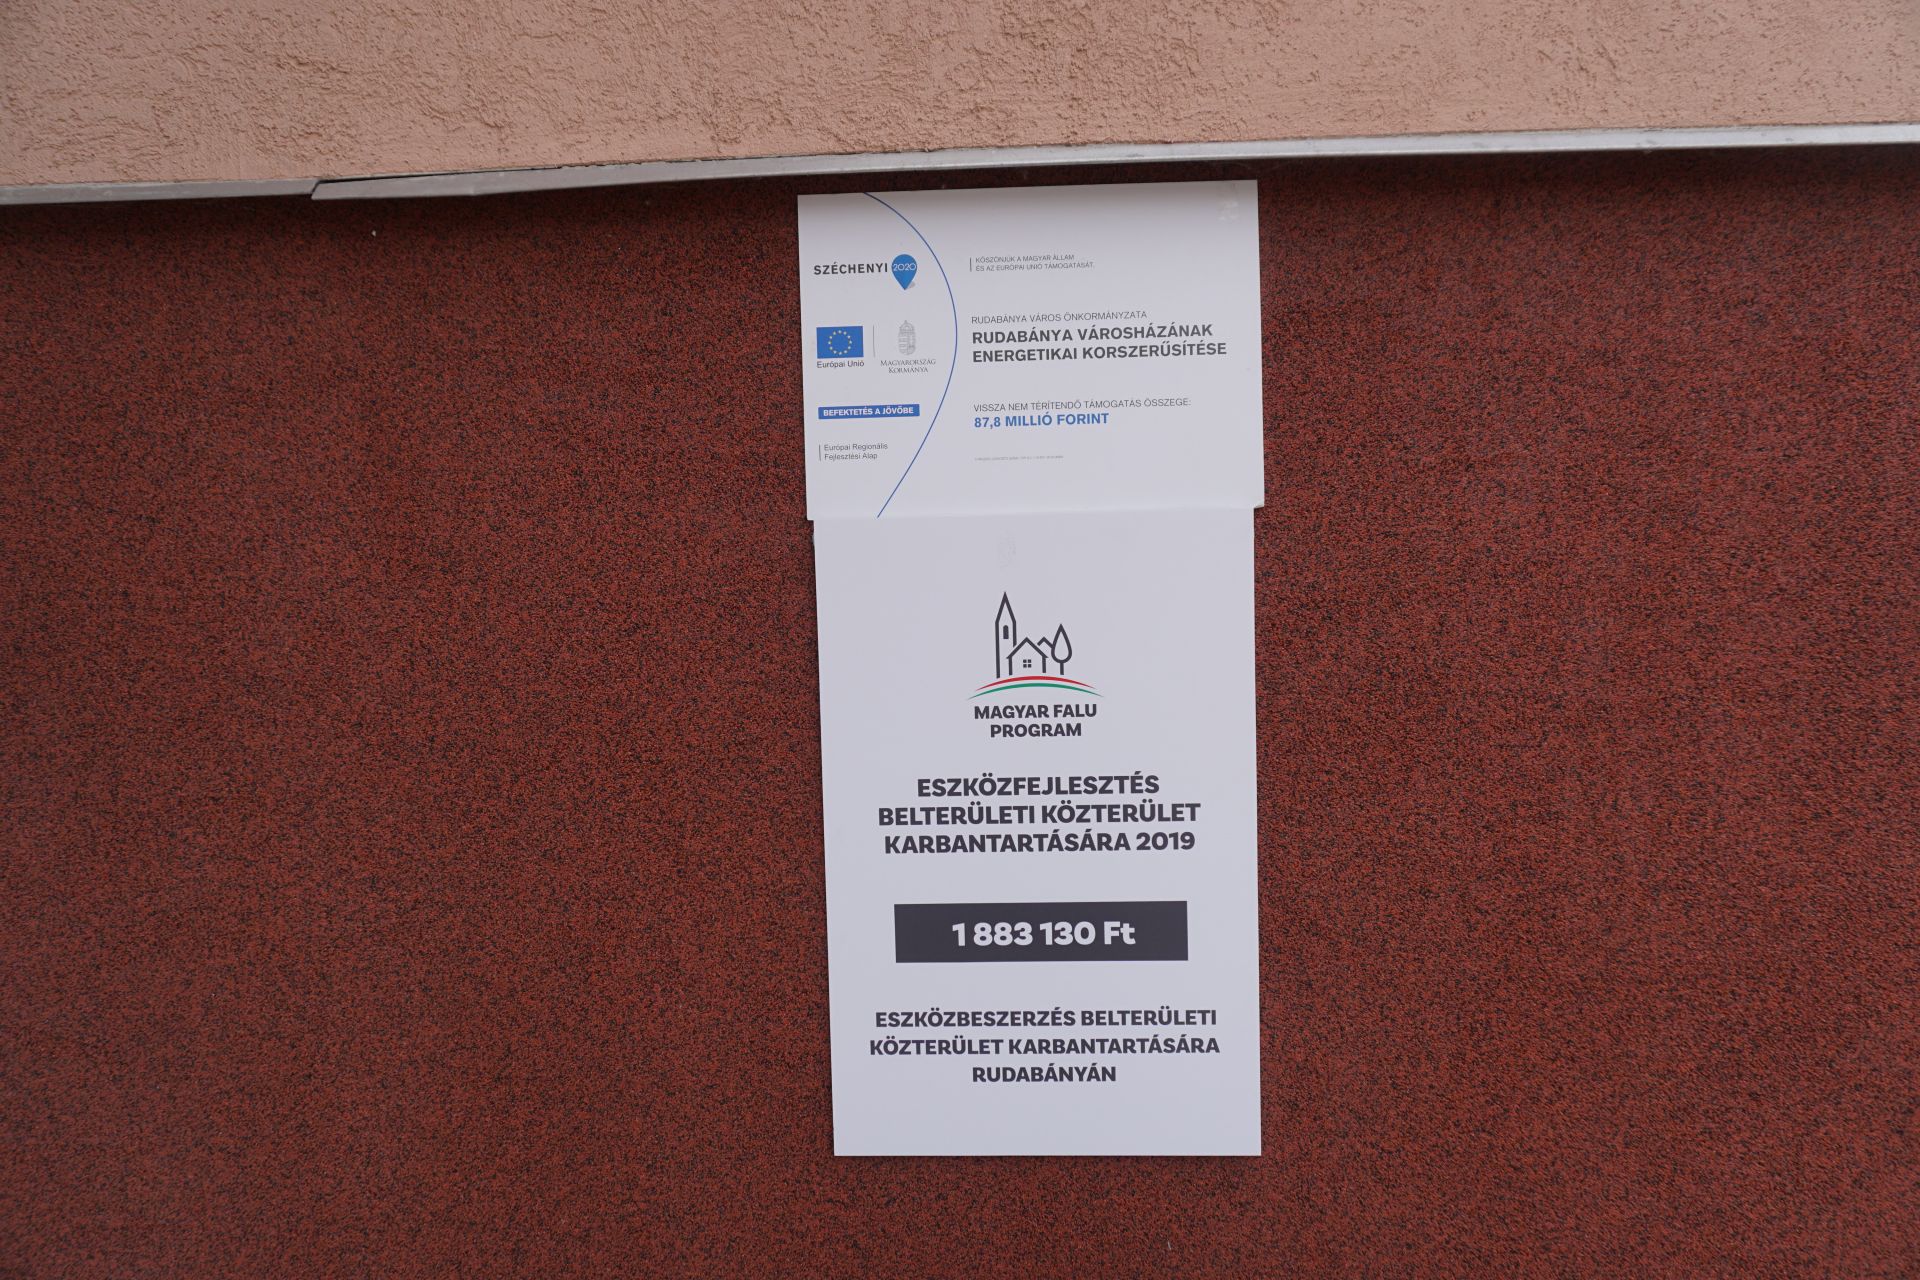 SZÉCHENYI 2020
KÖSZÖNJÜK A MAGYAR ÁLLAM
ÉS AZ EURÓPAI UNIÓ TÁMOGATÁSÁT.
Európai Unió
MAGYARORSZÁG
KORMÁNYA
BEFEKTETÉS A JÖVŐBE
Európai Regionális
Fejlesztési Alap
RUDABÁNYA VÁROS ÖNKORMÁNYZATA
RUDABÁNYA VÁROSHÁZÁNAK
ENERGETIKAI KORSZERŰSÍTÉSE
VISSZA NEM TÉRÍTENDŐ TÁMOGATÁS ÖSSZEGE:
87,8 MILLIÓ FORINT
MAGYAR FALU
PROGRAM
ESZKÖZFEJLESZTÉS
BELTERÜLETI KÖZTERÜLET
KARBANTARTÁSÁRA 2019
1 883 130 Ft
ESZKÖZBESZERZÉS BELTERÜLETI
KÖZTERÜLET KARBANTARTÁSÁRA
RUDABÁNYÁN